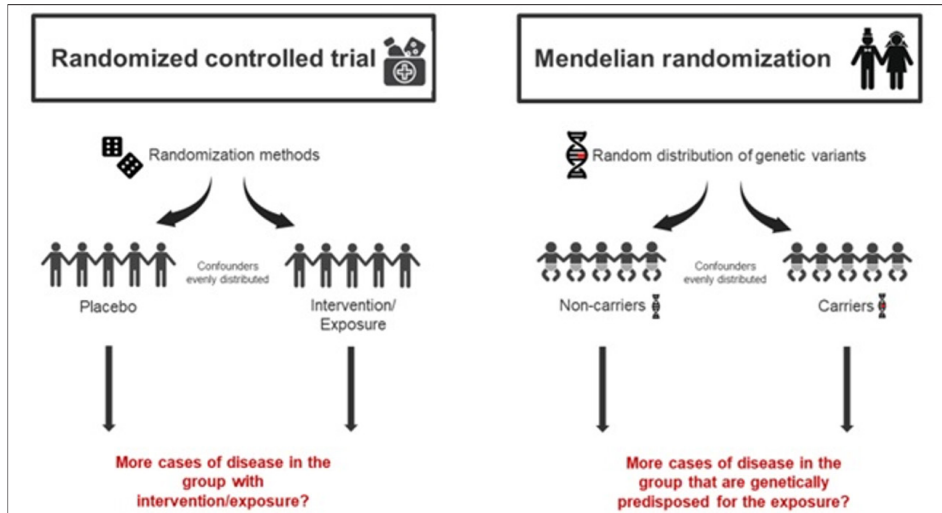 Randomized controlled trial
Randomization methods
Confounders
evenly distributed
Placebo
Intervention/
Exposure
More cases of disease in the
group with
intervention/exposure?
Mendelian randomization
Random distribution of genetic variants
Confounders
evenly distributed
Non-carriers
Carriers
More cases of disease in the
group that are genetically
predisposed for the exposure?